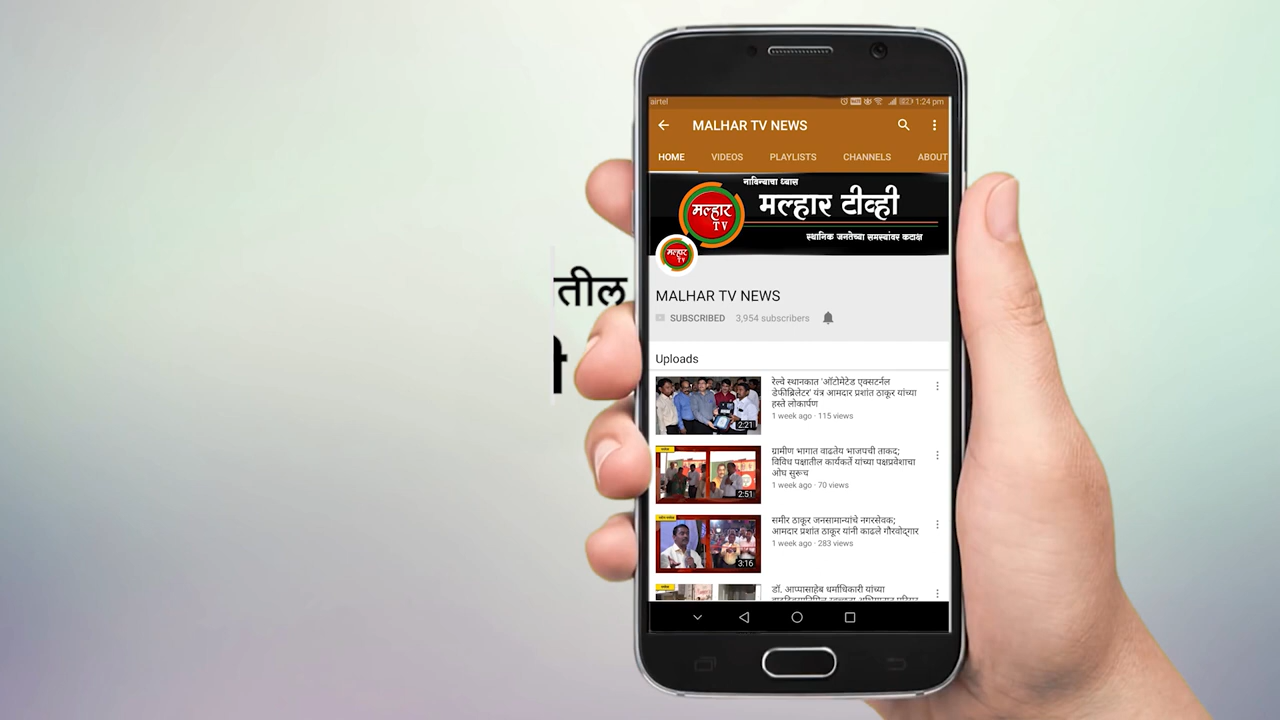 airtel 1:24 pm
MALHAR TV NEWS
HOME VIDEOS PLAYLISTS CHANNELS ABOUT
नाविन्याचा ध्यास
मल्हार टीव्ही
स्थानिक जनतेच्या समस्यांवर कटाक्ष
मल्हार
TV
मल्हार
TV
तील
MALHAR TV NEWS
SUBSCRIBED 3,954 subscribers
Uploads
रेल्वे स्थानकात 'ऑटोमेटेड एक्सटर्नल
डेफीब्रिलेटर' यंत्र आमदार प्रशांत ठाकूर यांच्या
हस्ते लोकार्पण
1 week ago · 115 views
2:21
ग्रामीण भागात वाढतेय भाजपची ताकद;
विविध पक्षातील कार्यकर्ते यांच्या पक्षप्रवेशाचा
ओघ सुरूच
1 week ago · 70 views
2:51
समीर ठाकूर जनसामान्यांचे नगरसेवक;
आमदार प्रशांत ठाकूर यांनी काढले गौरवोद्गार
1 week ago · 283 views
3:16
डॉ. आप्पासाहेब धर्माधिकारी यांच्या